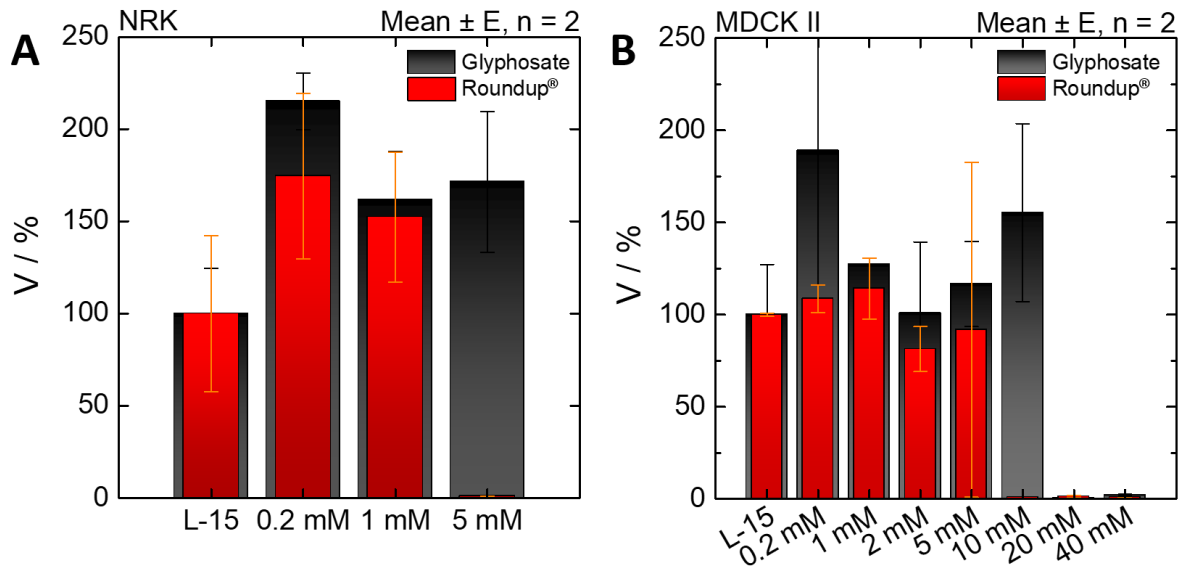 A
NRK
Mean ± E, n = 2
Glyphosate
Roundup®
V / %
250
200
150
100
50
0
L-15
0.2 mM
1 mM
5 mM
B
MDCK II
Mean ± E, n = 2
Glyphosate
Roundup®
V / %
250
200
150
100
50
0
L-15
0.2 mM
1 mM
2 mM
5 mM
10 mM
20 mM
40 mM